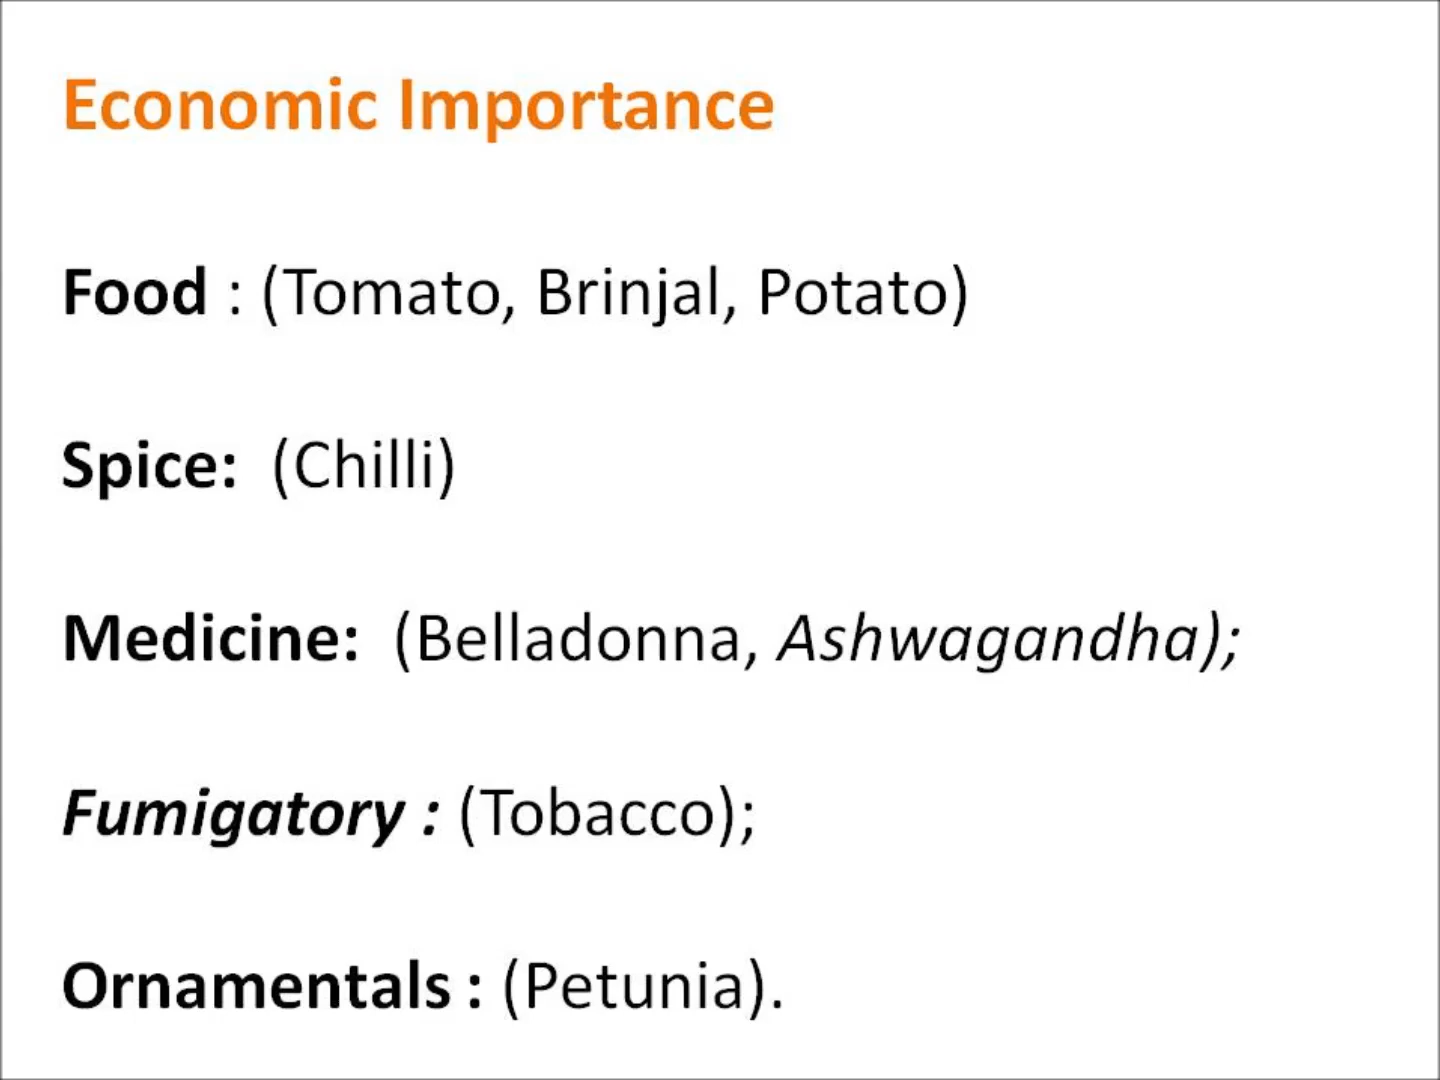 Economic Importance
Food : (Tomato, Brinjal, Potato)
Spice: (Chilli)
Medicine: (Belladonna, Ashwagandha);
Fumigatory : (Tobacco);
Ornamentals : (Petunia).